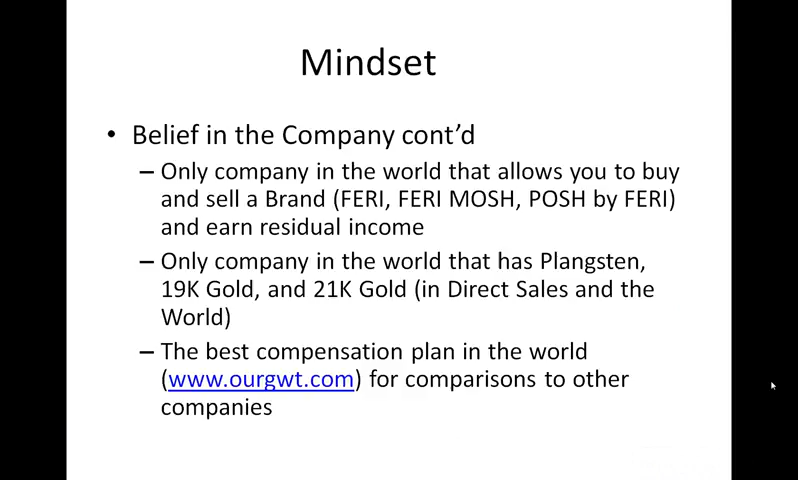 Mindset
• Belief in the Company cont’d
– Only company in the world that allows you to buy
and sell a Brand (FERI, FERI MOSH, POSH by FERI)
and earn residual income
– Only company in the world that has Plangsten,
19K Gold, and 21K Gold (in Direct Sales and the
World)
– The best compensation plan in the world
(www.ourgwt.com) for comparisons to other
companies